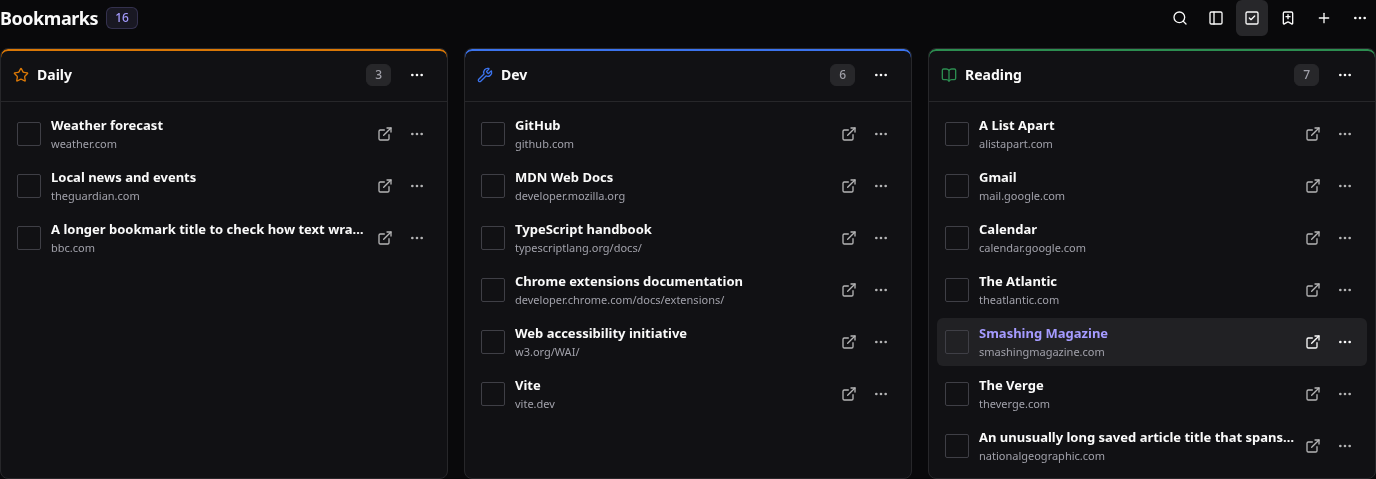 Bookmarks 16
Daily 3
Weather forecast
weather.com
Local news and events
theguardian.com
A longer bookmark title to check how text wra...
bbc.com
Dev 6
GitHub
github.com
MDN Web Docs
developer.mozilla.org
TypeScript handbook
typescriptlang.org/docs/
Chrome extensions documentation
developer.chrome.com/docs/extensions/
Web accessibility initiative
w3.org/WAI/
Vite
vite.dev
Reading 7
A List Apart
alistapart.com
Gmail
mail.google.com
Calendar
calendar.google.com
The Atlantic
theatlantic.com
Smashing Magazine
smashingmagazine.com
The Verge
theverge.com
An unusually long saved article title that spans...
nationalgeographic.com